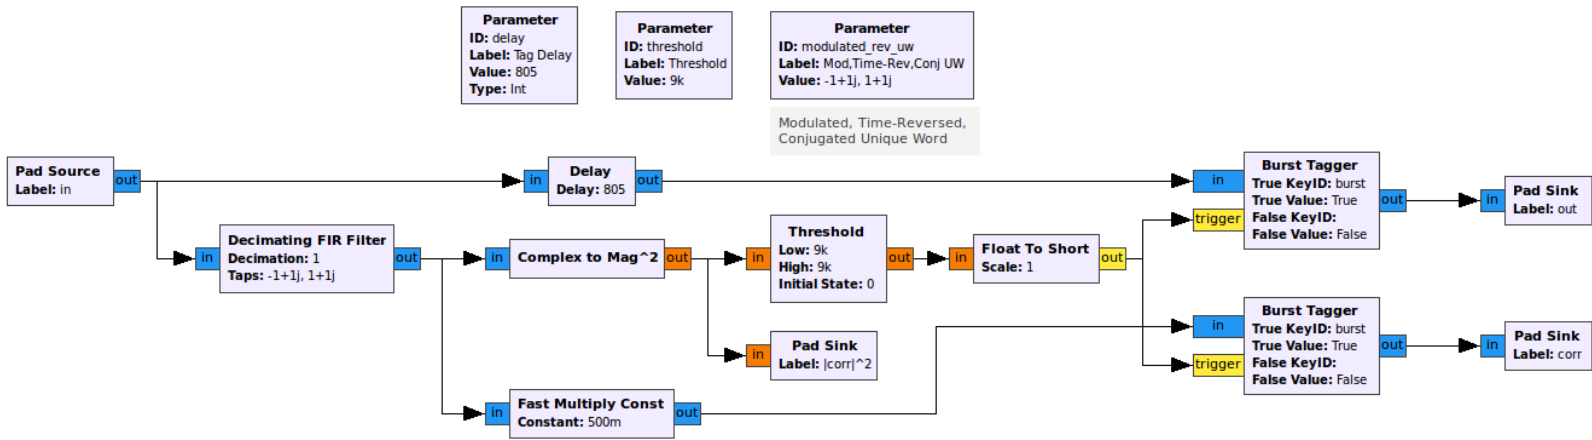 Parameter
ID: delay
Label: Tag Delay
Value: 805
Type: Int
Parameter
ID: threshold
Label: Threshold
Value: 9k
Parameter
ID: modulated_rev_uw
Label: Mod,Time-Rev,Conj UW
Value: -1+1j, 1+1j
Modulated, Time-Reversed,
Conjugated Unique Word
Pad Source
Label: in
out
in
Delay
Delay: 805
out
in
trigger
Burst Tagger
True KeyID: burst
True Value: True
False KeyID:
False Value: False
out
in
Pad Sink
Label: out
in
Decimating FIR Filter
Decimation: 1
Taps: -1+1j, 1+1j
out
in
Complex to Mag^2
out
in
Threshold
Low: 9k
High: 9k
Initial State: 0
out
in
Float To Short
Scale: 1
out
in
Pad Sink
Label: |corr|^2
in
trigger
Burst Tagger
True KeyID: burst
True Value: True
False KeyID:
False Value: False
out
in
Pad Sink
Label: corr
in
Fast Multiply Const
Constant: 500m
out